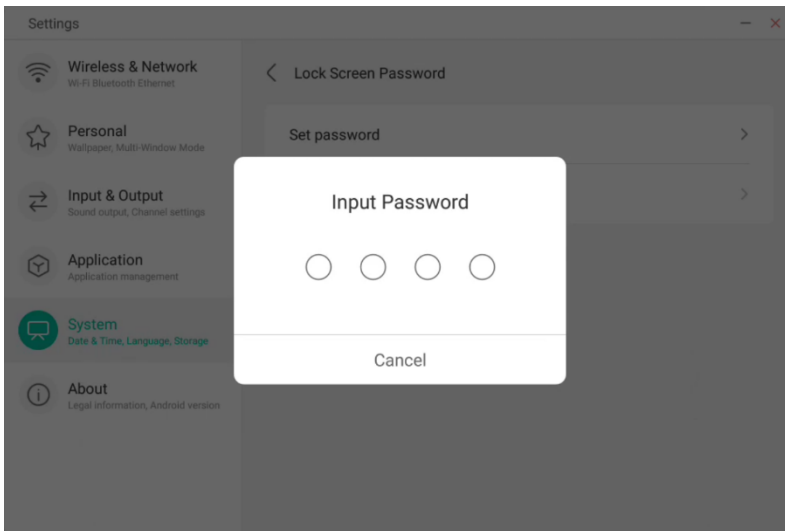 Settings
Wireless & Network
Wi-Fi Bluetooth Ethernet
Personal
Wallpaper, Multi-Window Mode
Input & Output
Sound output, Channel settings
Application
Application management
System
Date & Time, Language, Storage
About
Legal information, Android version
Lock Screen Password
Set password
Input Password
Cancel